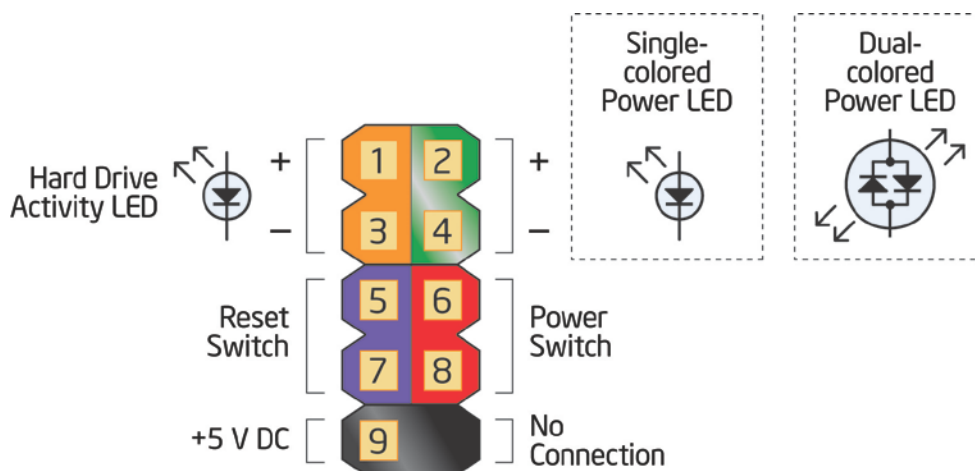 Single-
colored
Power LED
Dual-
colored
Power LED
Hard Drive
Activity LED
+
−
1 2
3 4
+
−
Reset
Switch
5 6
7 8
Power
Switch
+5 V DC
9
No
Connection